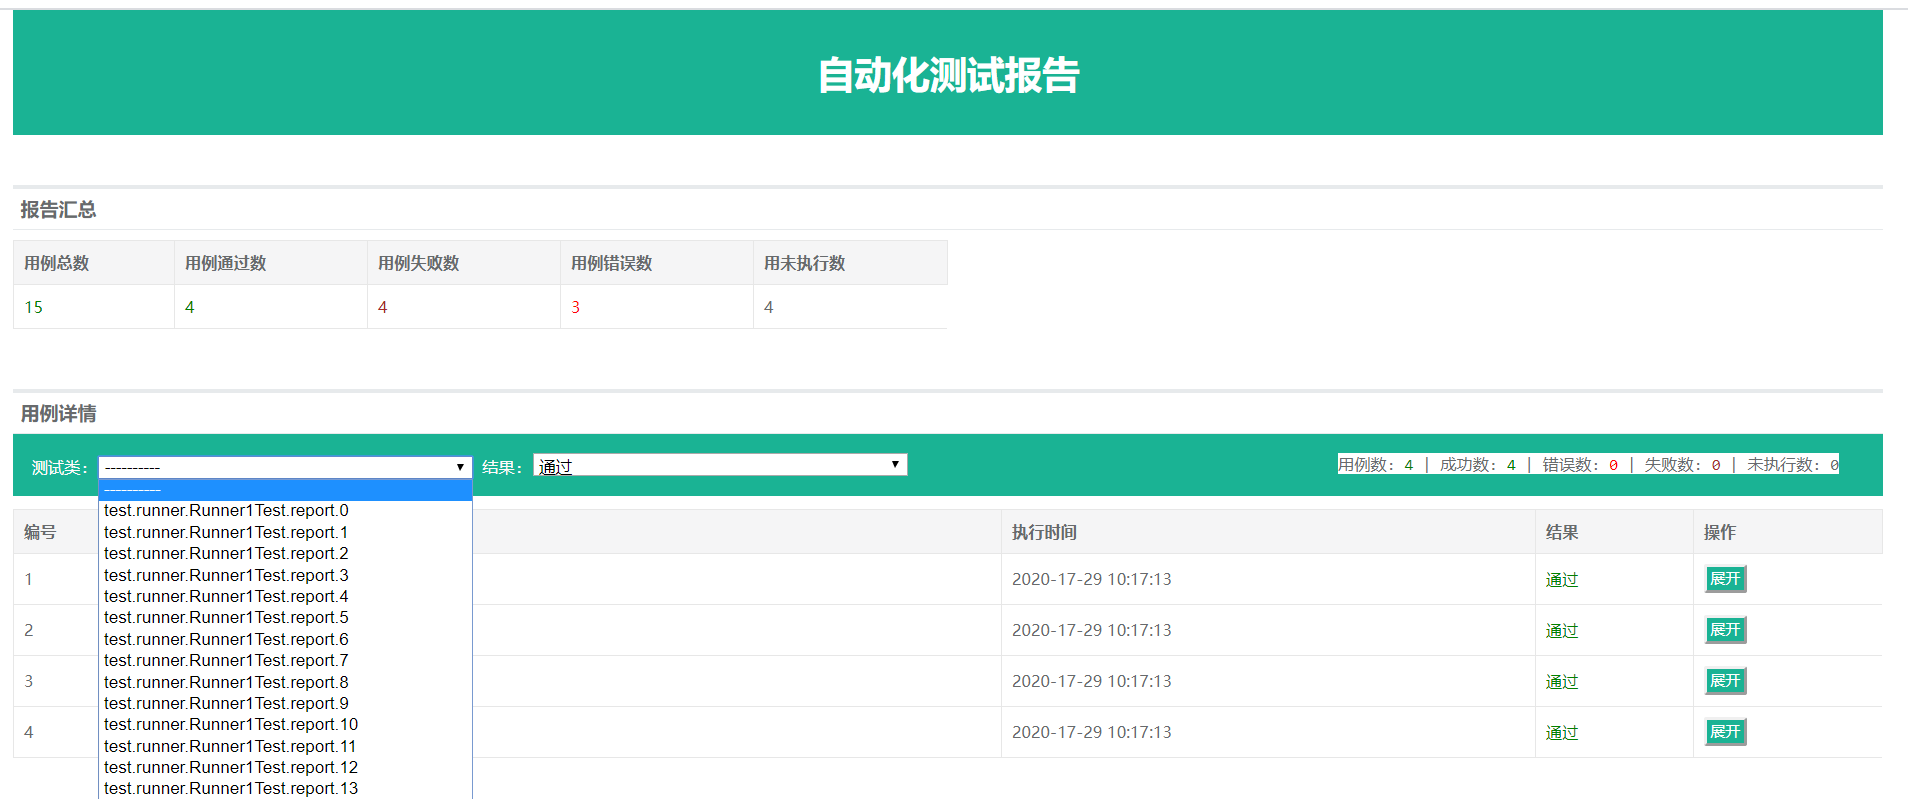 自动化测试报告
报告汇总
用例总数 用例通过数 用例失败数 用例错误数 用未执行数
15 4 4 3 4
用例详情
测试类: ---------- 结果: 通过 用例数: 4 | 成功数: 4 | 错误数: 0 | 失败数: 0 | 未执行数: 0
----------
test.runner.Runner1Test.report.0
test.runner.Runner1Test.report.1
test.runner.Runner1Test.report.2
test.runner.Runner1Test.report.3
test.runner.Runner1Test.report.4
test.runner.Runner1Test.report.5
test.runner.Runner1Test.report.6
test.runner.Runner1Test.report.7
test.runner.Runner1Test.report.8
test.runner.Runner1Test.report.9
test.runner.Runner1Test.report.10
test.runner.Runner1Test.report.11
test.runner.Runner1Test.report.12
test.runner.Runner1Test.report.13
编号 执行时间 结果 操作
1 2020-17-29 10:17:13 通过 展开
2 2020-17-29 10:17:13 通过 展开
3 2020-17-29 10:17:13 通过 展开
4 2020-17-29 10:17:13 通过 展开